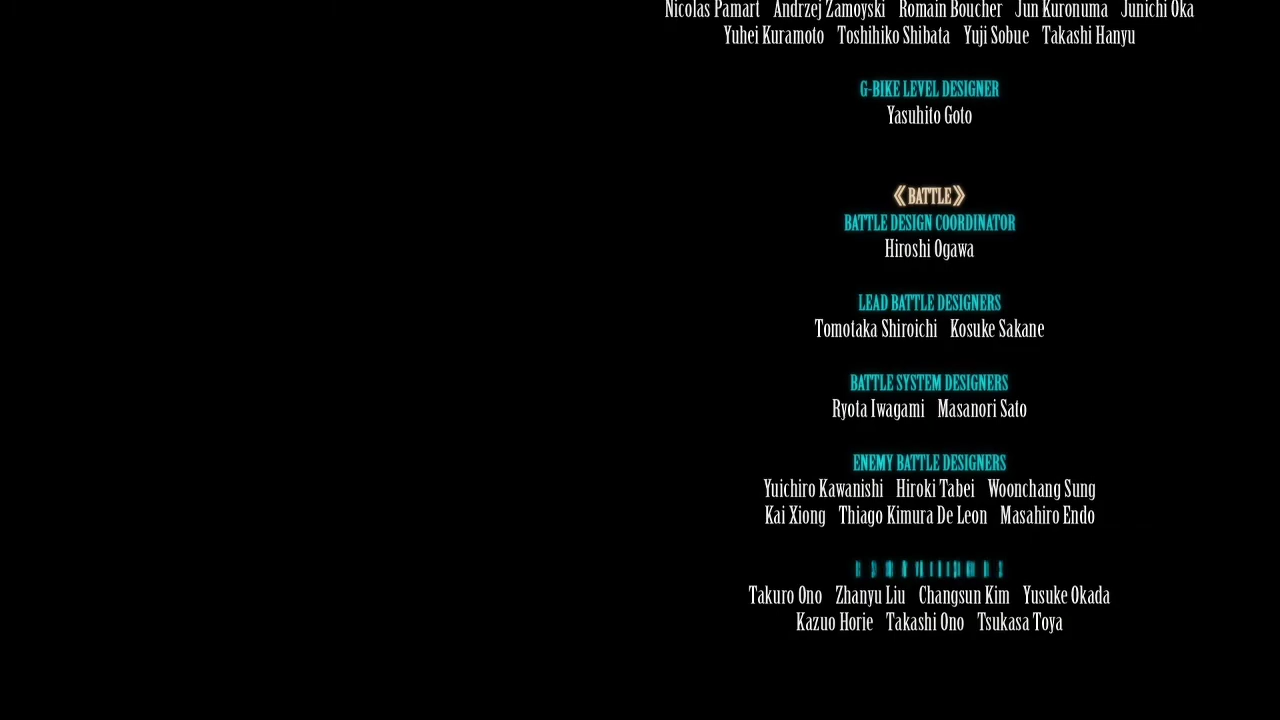 Nicolas Pamart Andrzej Zamoyski Romain Boucher Jun Kuronuma Junichi Oka
Yuhei Kuramoto Toshihiko Shibata Yuji Sobue Takashi Hanyu
G-BIKE LEVEL DESIGNER
Yasuhito Goto
《BATTLE》
BATTLE DESIGN COORDINATOR
Hiroshi Ogawa
LEAD BATTLE DESIGNERS
Tomotaka Shiroichi Kosuke Sakane
BATTLE SYSTEM DESIGNERS
Ryota Iwagami Masanori Sato
ENEMY BATTLE DESIGNERS
Yuichiro Kawanishi Hiroki Tabei Woonchang Sung
Kai Xiong Thiago Kimura De Leon Masahiro Endo
Takuro Ono Zhanyu Liu Changsun Kim Yusuke Okada
Kazuo Horie Takashi Ono Tsukasa Toya